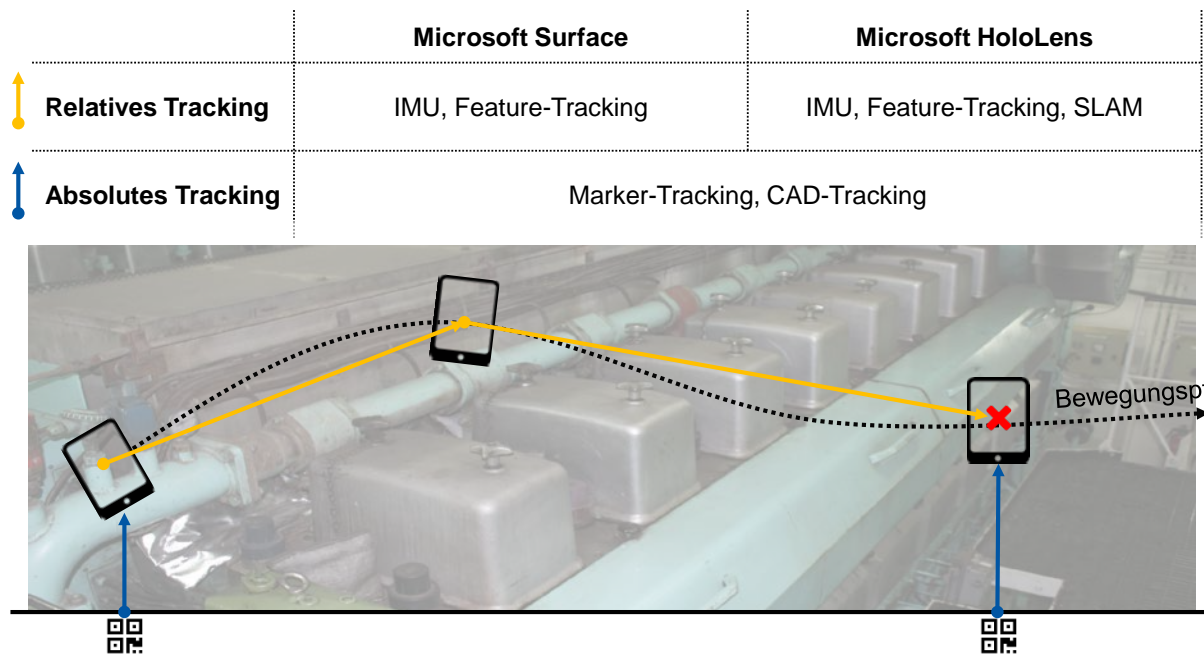 Microsoft Surface Microsoft HoloLens
Relatives Tracking IMU, Feature-Tracking IMU, Feature-Tracking, SLAM
Absolutes Tracking Marker-Tracking, CAD-Tracking